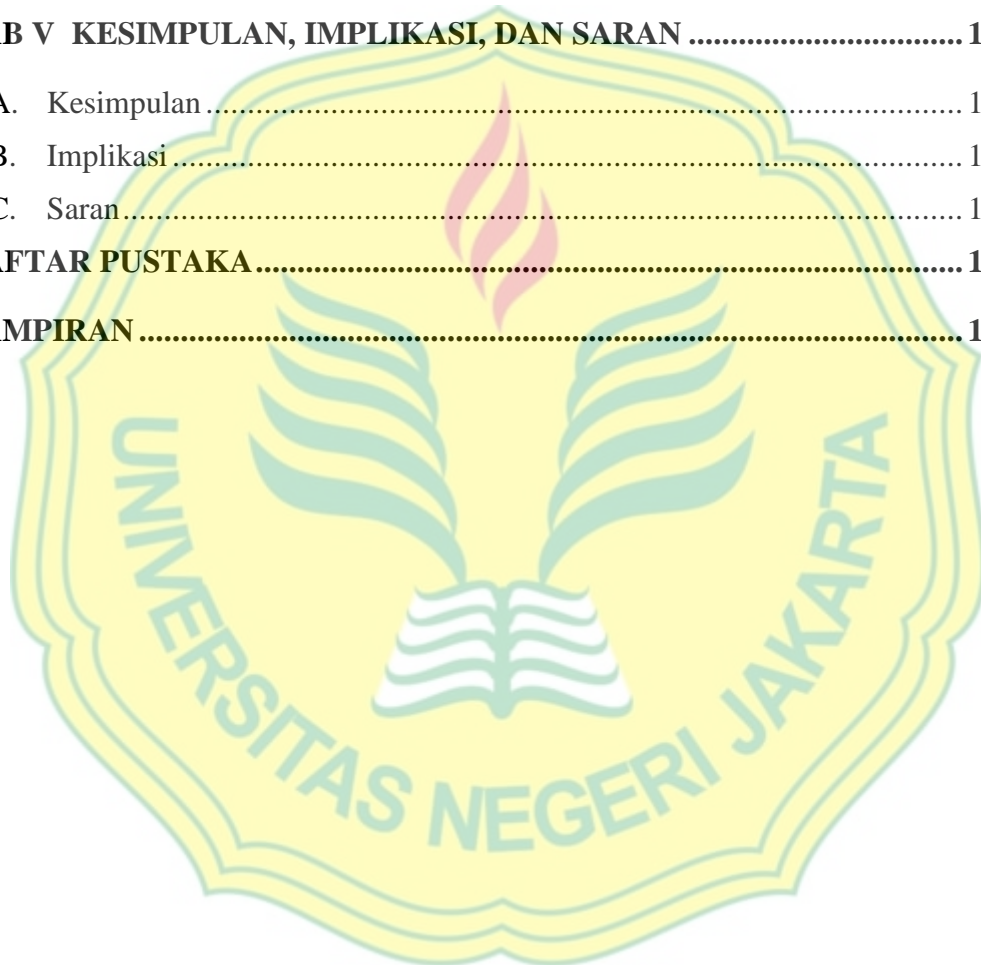 AB V KESIMPULAN, IMPLIKASI, DAN SARAN ................................ 1
A. Kesimpulan ........................................................................................ 1
B. Implikasi ............................................................................................ 1
C. Saran ................................................................................................. 1
AFTAR PUSTAKA .................................................................................... 1
AMPIRAN .................................................................................................. 1
UNIVERSITAS NEGERI JAKARTA